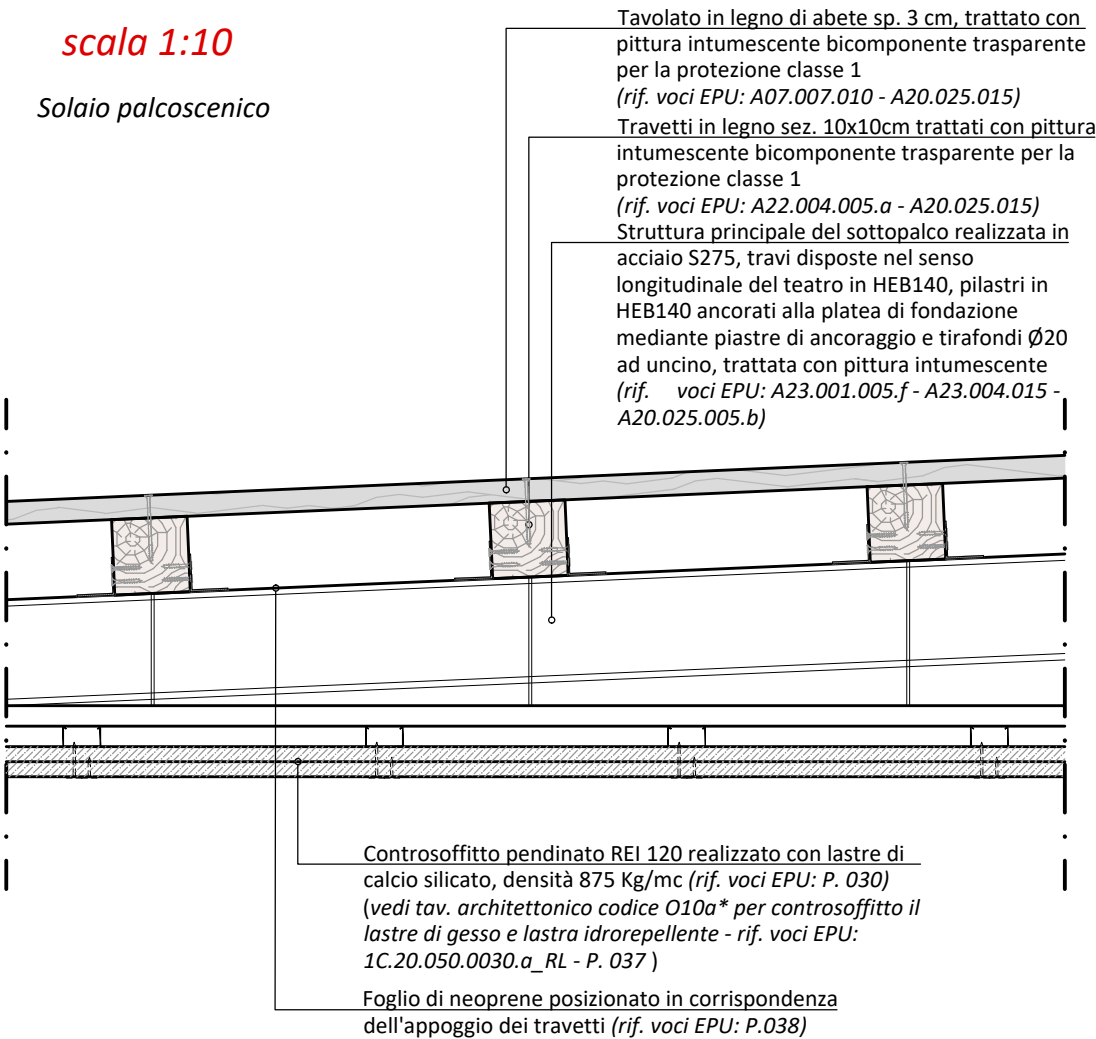 scala 1:10
Solaio palcoscenico
Tavolato in legno di abete sp. 3 cm, trattato con
pittura intumescente bicomponente trasparente
per la protezione classe 1
(rif. voci EPU: A07.007.010 - A20.025.015)
Travetti in legno sez. 10x10cm trattati con pittura
intumescente bicomponente trasparente per la
protezione classe 1
(rif. voci EPU: A22.004.005.a - A20.025.015)
Struttura principale del sottopalco realizzata in
acciaio S275, travi disposte nel senso
longitudinale del teatro in HEB140, pilastri in
HEB140 ancorati alla platea di fondazione
mediante piastre di ancoraggio e tirafondi Ø20
ad uncino, trattata con pittura intumescente
(rif. voci EPU: A23.001.005.f - A23.004.015 -
A20.025.005.b)
Controsoffitto pendinato REI 120 realizzato con lastre di
calcio silicato, densità 875 Kg/mc (rif. voci EPU: P. 030)
(vedi tav. architettonico codice O10a* per controsoffitto il
lastre di gesso e lastra idrorepellente - rif. voci EPU:
1C.20.050.0030.a_RL - P. 037 )
Foglio di neoprene posizionato in corrispondenza
dell'appoggio dei travetti (rif. voci EPU: P.038)